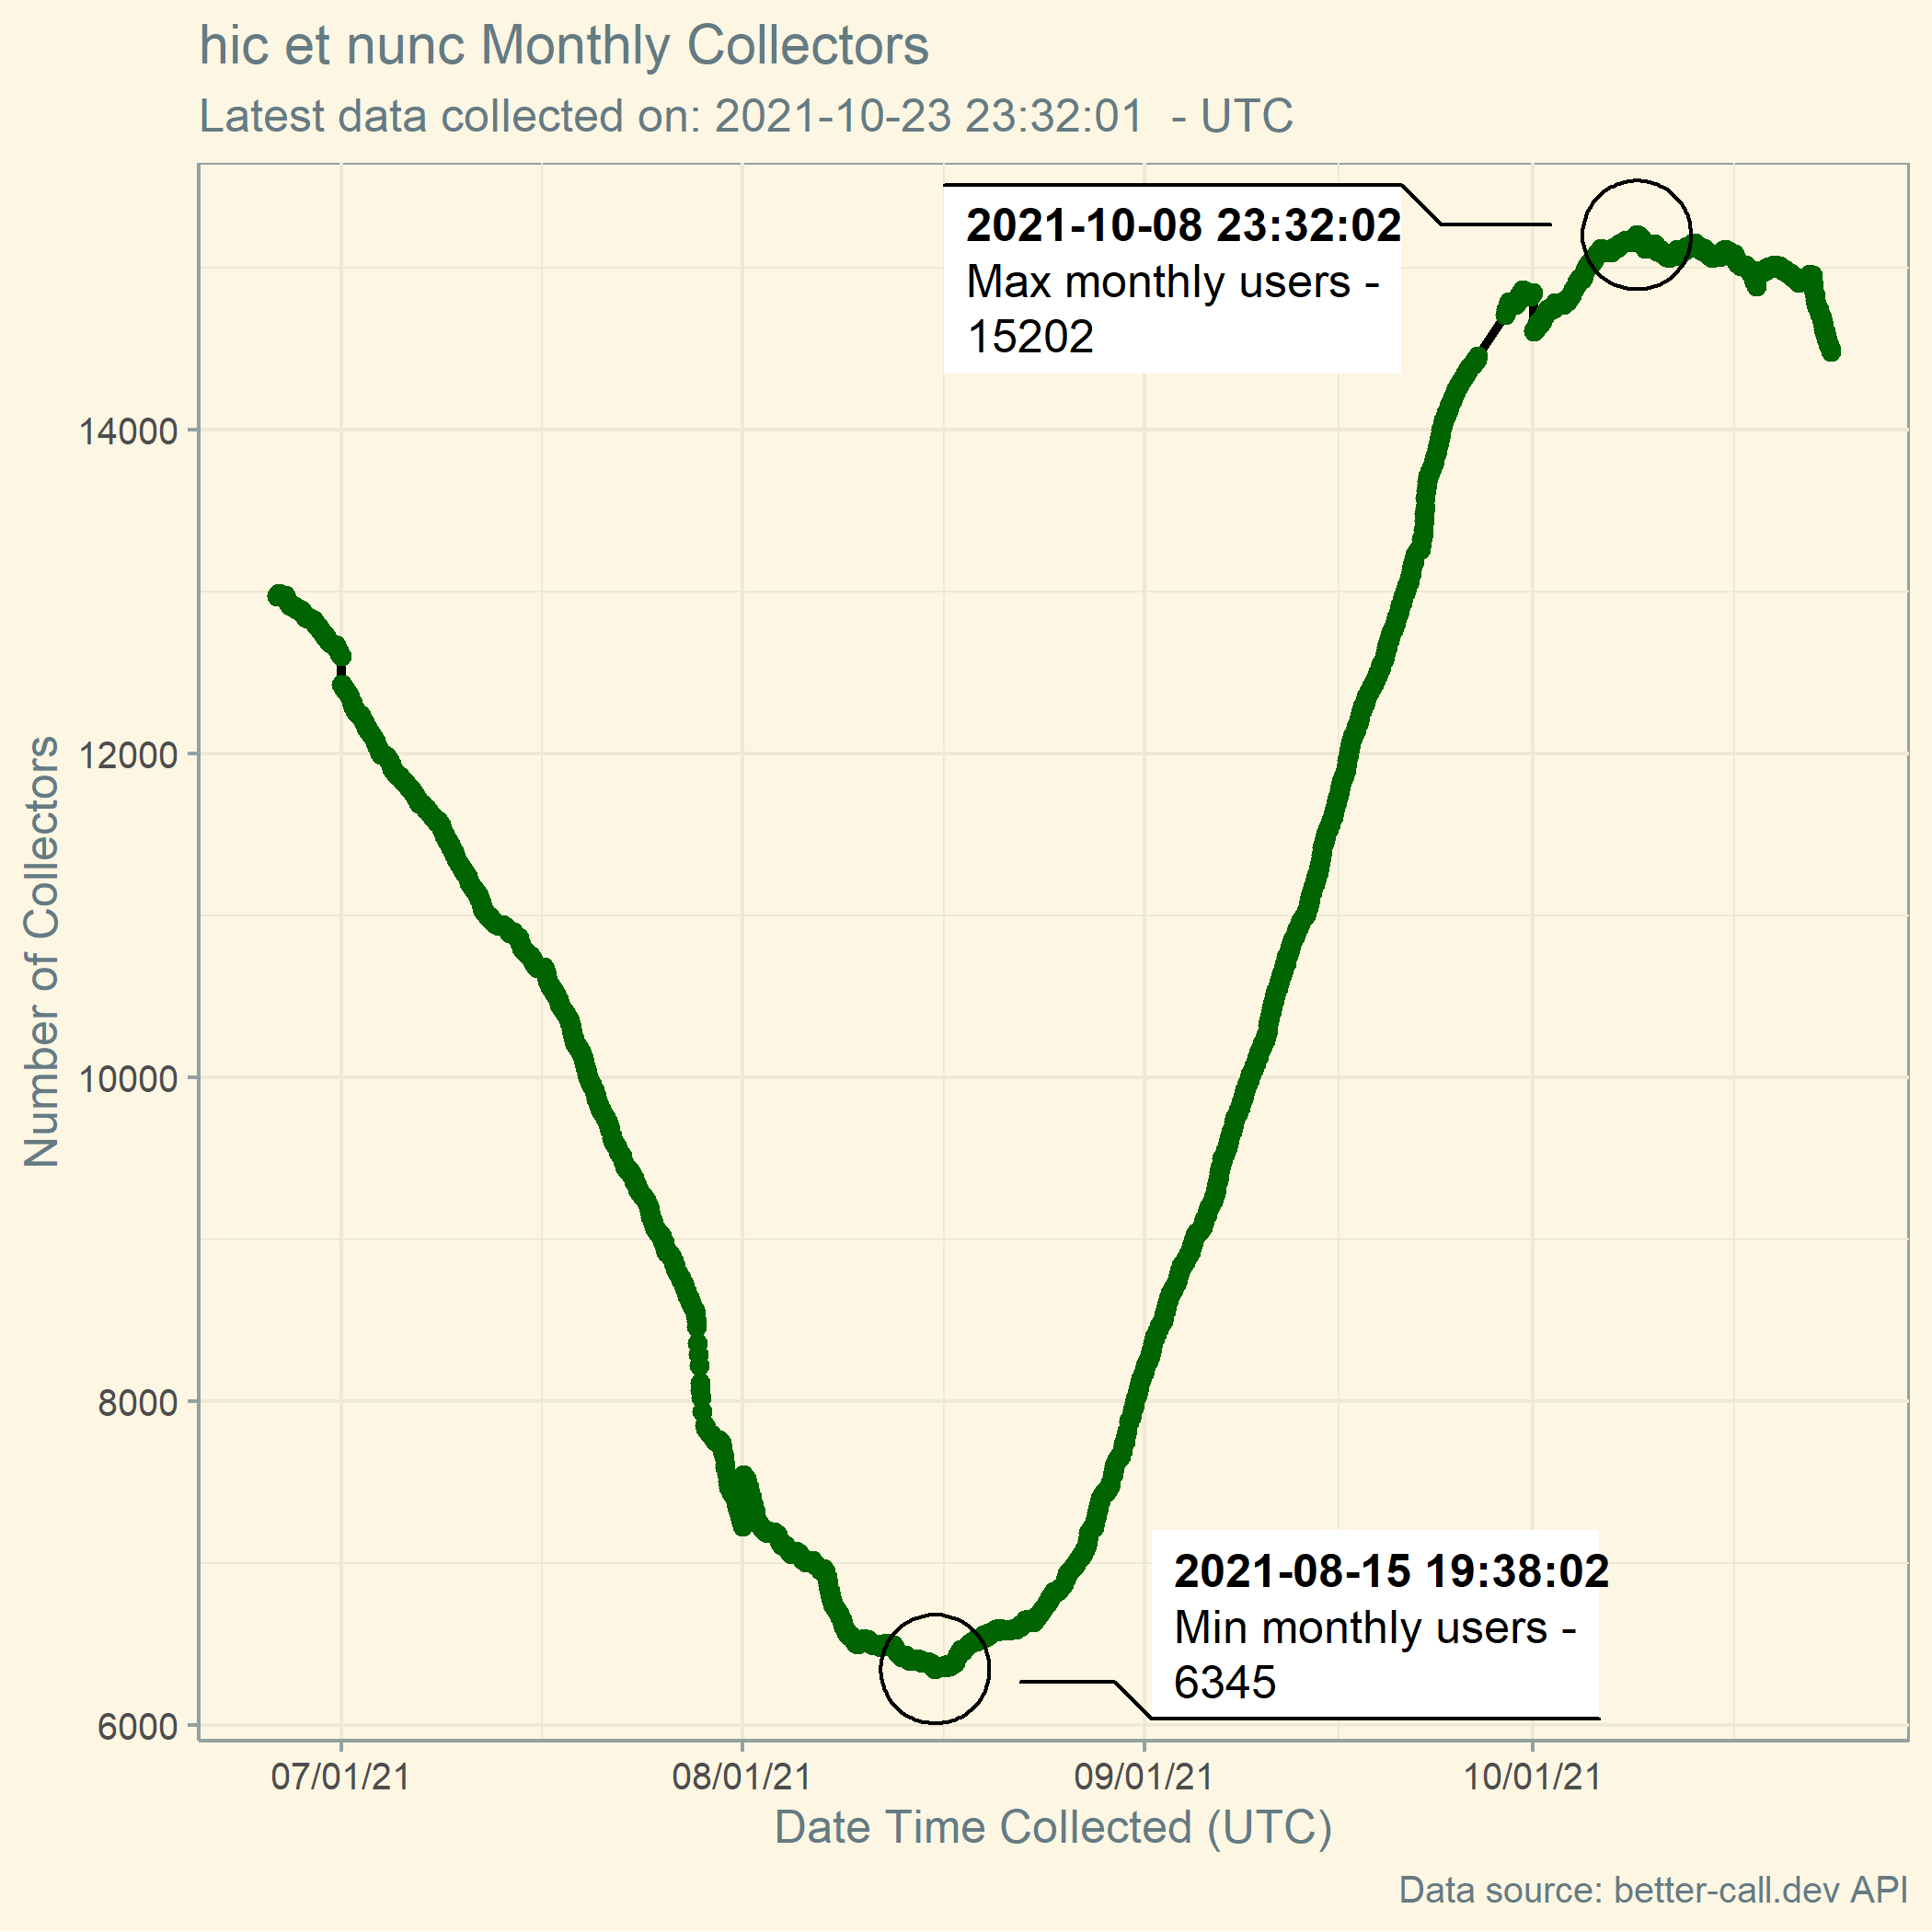 hic et nunc Monthly Collectors
Latest data collected on: 2021-10-23 23:32:01  - UTC
2021-10-08 23:32:02
Max monthly users -
15202
14000
12000
10000
8000
6000
Number of Collectors
2021-08-15 19:38:02
Min monthly users -
6345
07/01/21
08/01/21
09/01/21
10/01/21
Date Time Collected (UTC)
Data source: better-call.dev API